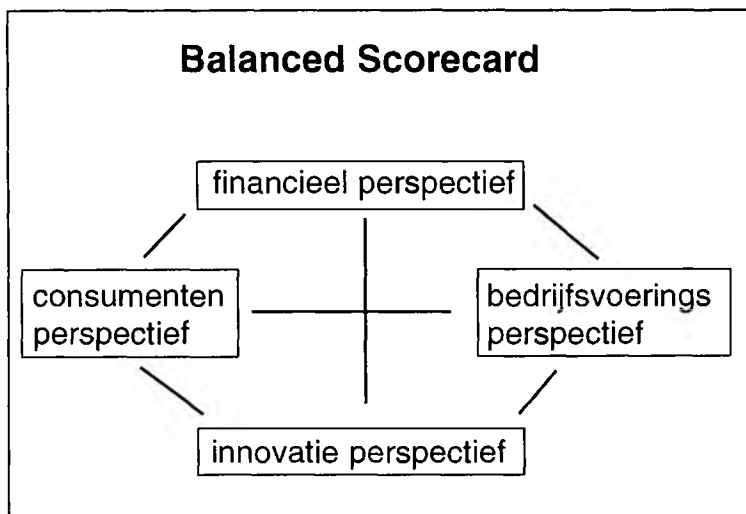 Balanced Scorecard
financieel perspectief
consumenten
perspectief
bedrijfsvoerings
perspectief
innovatie perspectief